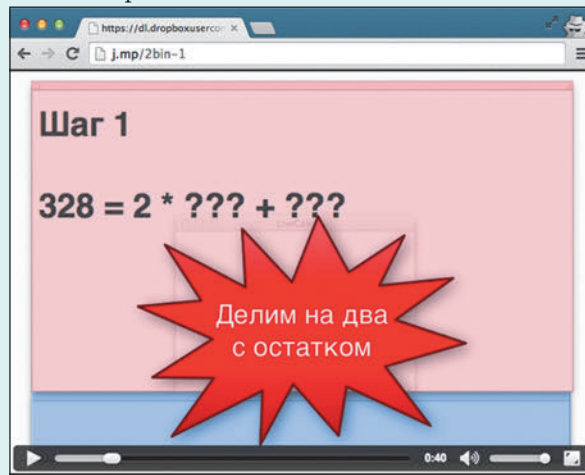 https://dl.dropboxuserco
j.mp/2bin-1
Шаг 1
328 = 2 * ??? + ???
Делим на два
с остатком
0:40